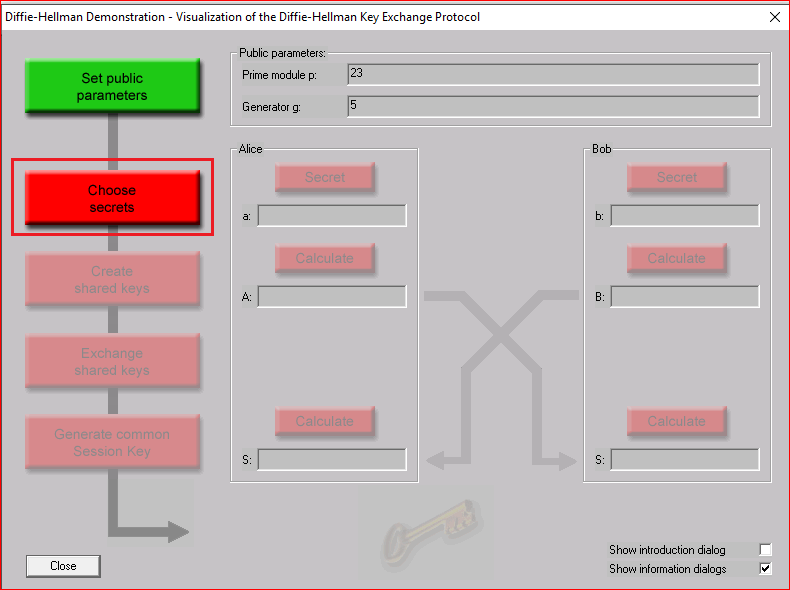 Diffie-Hellman Demonstration - Visualization of the Diffie-Hellman Key Exchange Protocol
Set public
parameters
Choose
secrets
Create
shared keys
Exchange
shared keys
Generate common
Session Key
Public parameters:
Prime module p:
23
Generator g:
5
Alice
Secret
a:
Calculate
A:
Calculate
S:
Bob
Secret
b:
Calculate
B:
Calculate
S:
Close
Show introduction dialog
Show information dialogs